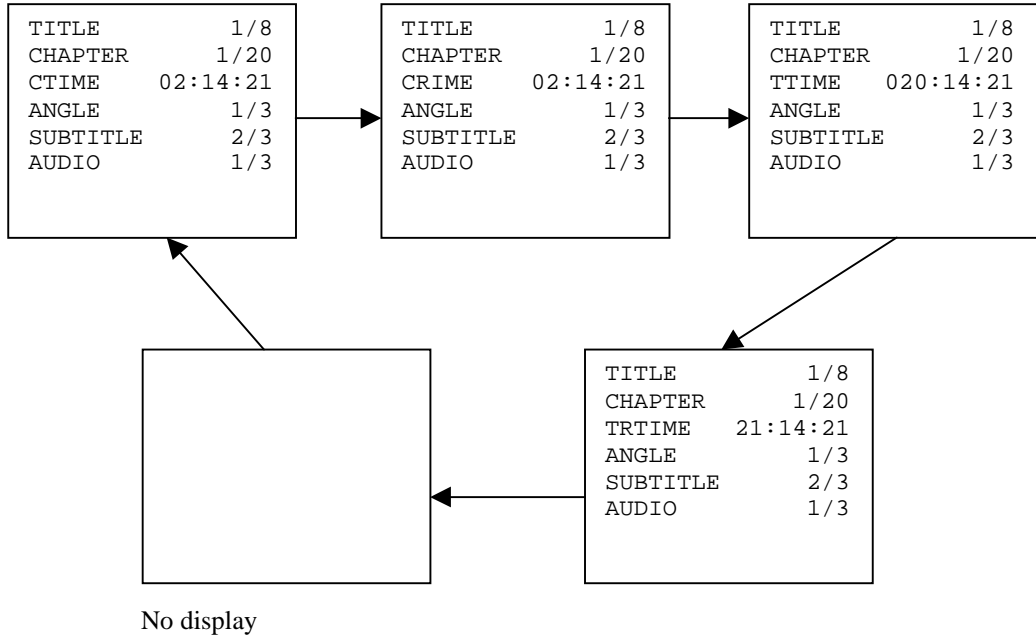 TITLE 1/8
CHAPTER 1/20
CTIME 02:14:21
ANGLE 1/3
SUBTITLE 2/3
AUDIO 1/3
TITLE 1/8
CHAPTER 1/20
CRIME 02:14:21
ANGLE 1/3
SUBTITLE 2/3
AUDIO 1/3
TITLE 1/8
CHAPTER 1/20
TTIME 020:14:21
ANGLE 1/3
SUBTITLE 2/3
AUDIO 1/3
TITLE 1/8
CHAPTER 1/20
TRTIME 21:14:21
ANGLE 1/3
SUBTITLE 2/3
AUDIO 1/3
No display